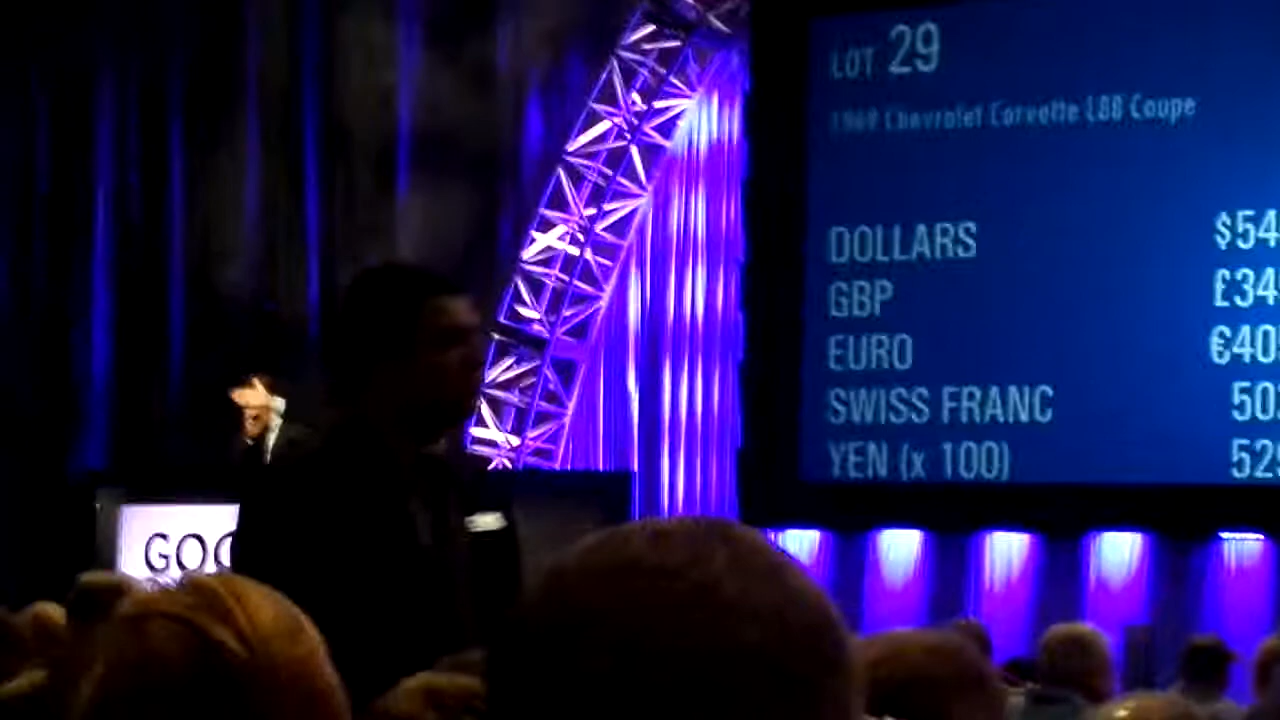 LOT 29
1969 Chevrolet Corvette L88 Coupe
DOLLARS $54
GBP £34
EURO €40
SWISS FRANC 50
YEN (x 100) 529
GOO